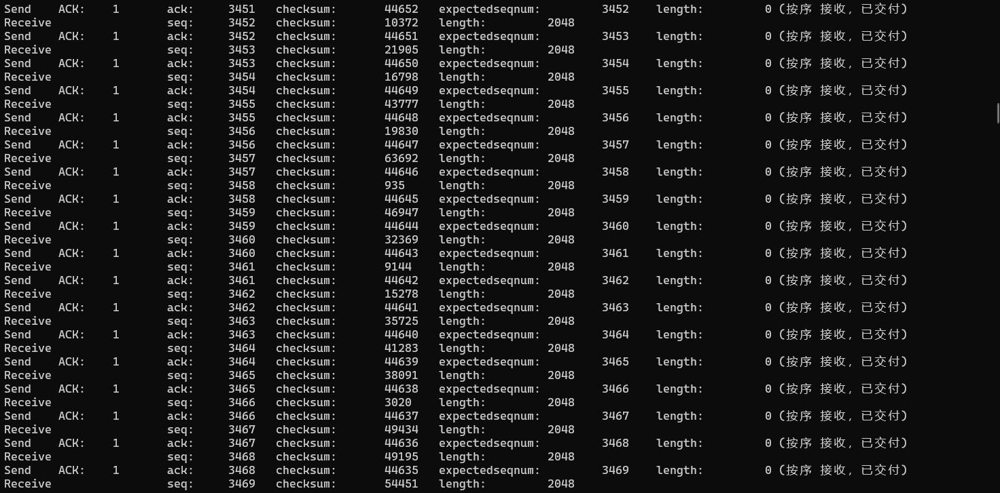 Send ACK: 1 ack: 3451 checksum: 44652 expectedseqnum: 3452 length: 0 (按序 接收, 已交付)
Receive seq: 3452 checksum: 10372 length: 2048
Send ACK: 1 ack: 3452 checksum: 44651 expectedseqnum: 3453 length: 0 (按序 接收, 已交付)
Receive seq: 3453 checksum: 21905 length: 2048
Send ACK: 1 ack: 3453 checksum: 44650 expectedseqnum: 3454 length: 0 (按序 接收, 已交付)
Receive seq: 3454 checksum: 16798 length: 2048
Send ACK: 1 ack: 3454 checksum: 44649 expectedseqnum: 3455 length: 0 (按序 接收, 已交付)
Receive seq: 3455 checksum: 43777 length: 2048
Send ACK: 1 ack: 3455 checksum: 44648 expectedseqnum: 3456 length: 0 (按序 接收, 已交付)
Receive seq: 3456 checksum: 19830 length: 2048
Send ACK: 1 ack: 3456 checksum: 44647 expectedseqnum: 3457 length: 0 (按序 接收, 已交付)
Receive seq: 3457 checksum: 63692 length: 2048
Send ACK: 1 ack: 3457 checksum: 44646 expectedseqnum: 3458 length: 0 (按序 接收, 已交付)
Receive seq: 3458 checksum: 935 length: 2048
Send ACK: 1 ack: 3458 checksum: 44645 expectedseqnum: 3459 length: 0 (按序 接收, 已交付)
Receive seq: 3459 checksum: 46947 length: 2048
Send ACK: 1 ack: 3459 checksum: 44644 expectedseqnum: 3460 length: 0 (按序 接收, 已交付)
Receive seq: 3460 checksum: 32369 length: 2048
Send ACK: 1 ack: 3460 checksum: 44643 expectedseqnum: 3461 length: 0 (按序 接收, 已交付)
Receive seq: 3461 checksum: 9144 length: 2048
Send ACK: 1 ack: 3461 checksum: 44642 expectedseqnum: 3462 length: 0 (按序 接收, 已交付)
Receive seq: 3462 checksum: 15278 length: 2048
Send ACK: 1 ack: 3462 checksum: 44641 expectedseqnum: 3463 length: 0 (按序 接收, 已交付)
Receive seq: 3463 checksum: 35725 length: 2048
Send ACK: 1 ack: 3463 checksum: 44640 expectedseqnum: 3464 length: 0 (按序 接收, 已交付)
Receive seq: 3464 checksum: 41283 length: 2048
Send ACK: 1 ack: 3464 checksum: 44639 expectedseqnum: 3465 length: 0 (按序 接收, 已交付)
Receive seq: 3465 checksum: 38091 length: 2048
Send ACK: 1 ack: 3465 checksum: 44638 expectedseqnum: 3466 length: 0 (按序 接收, 已交付)
Receive seq: 3466 checksum: 3020 length: 2048
Send ACK: 1 ack: 3466 checksum: 44637 expectedseqnum: 3467 length: 0 (按序 接收, 已交付)
Receive seq: 3467 checksum: 49434 length: 2048
Send ACK: 1 ack: 3467 checksum: 44636 expectedseqnum: 3468 length: 0 (按序 接收, 已交付)
Receive seq: 3468 checksum: 49195 length: 2048
Send ACK: 1 ack: 3468 checksum: 44635 expectedseqnum: 3469 length: 0 (按序 接收, 已交付)
Receive seq: 3469 checksum: 54451 length: 2048